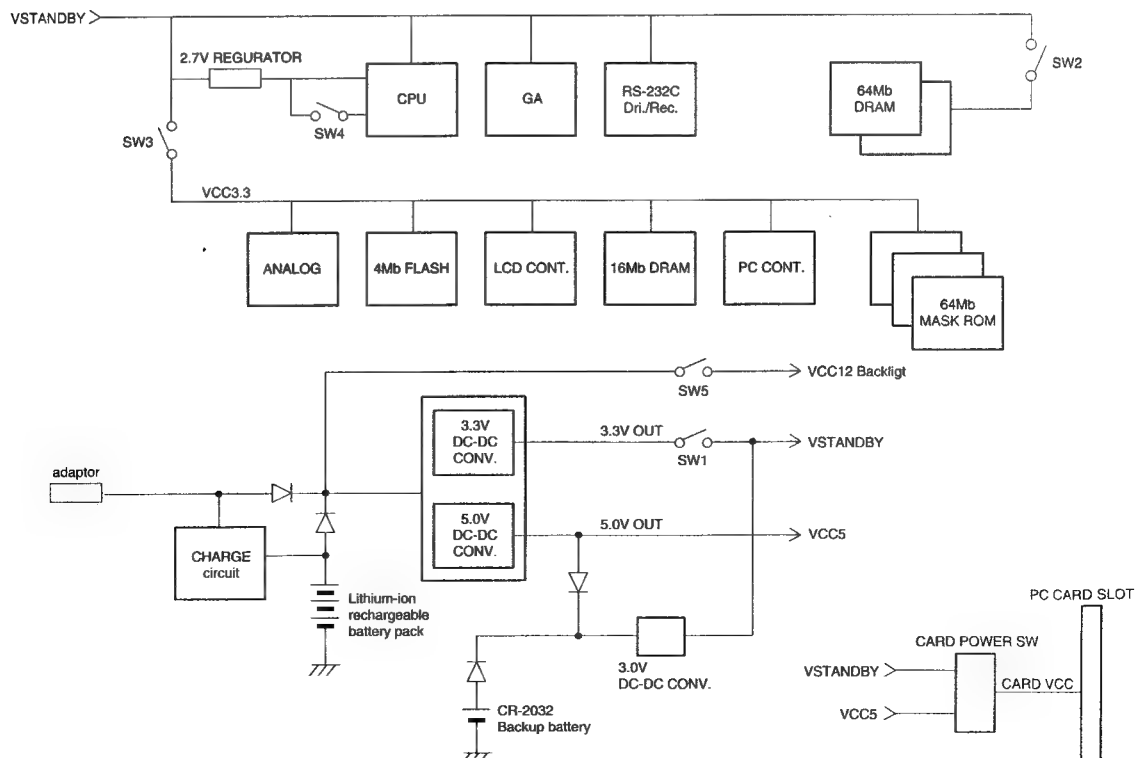 VSTANDBY
2.7V REGURATOR
CPU
GA
RS-232C
Dri./Rec.
64Mb
DRAM
SW2
SW4
SW3
VCC3.3
ANALOG
4Mb FLASH
LCD CONT.
16Mb DRAM
PC CONT.
64Mb
MASK ROM
VCC12 Backfigt
SW5
3.3V
DC-DC
CONV.
3.3V OUT
SW1
VSTANDBY
adaptor
CHARGE
circuit
5.0V
DC-DC
CONV.
5.0V OUT
VCC5
Lithium-ion
rechargeable
battery pack
3.0V
DC-DC CONV.
CR-2032
Backup battery
PC CARD SLOT
CARD POWER SW
VSTANDBY
CARD VCC
VCC5